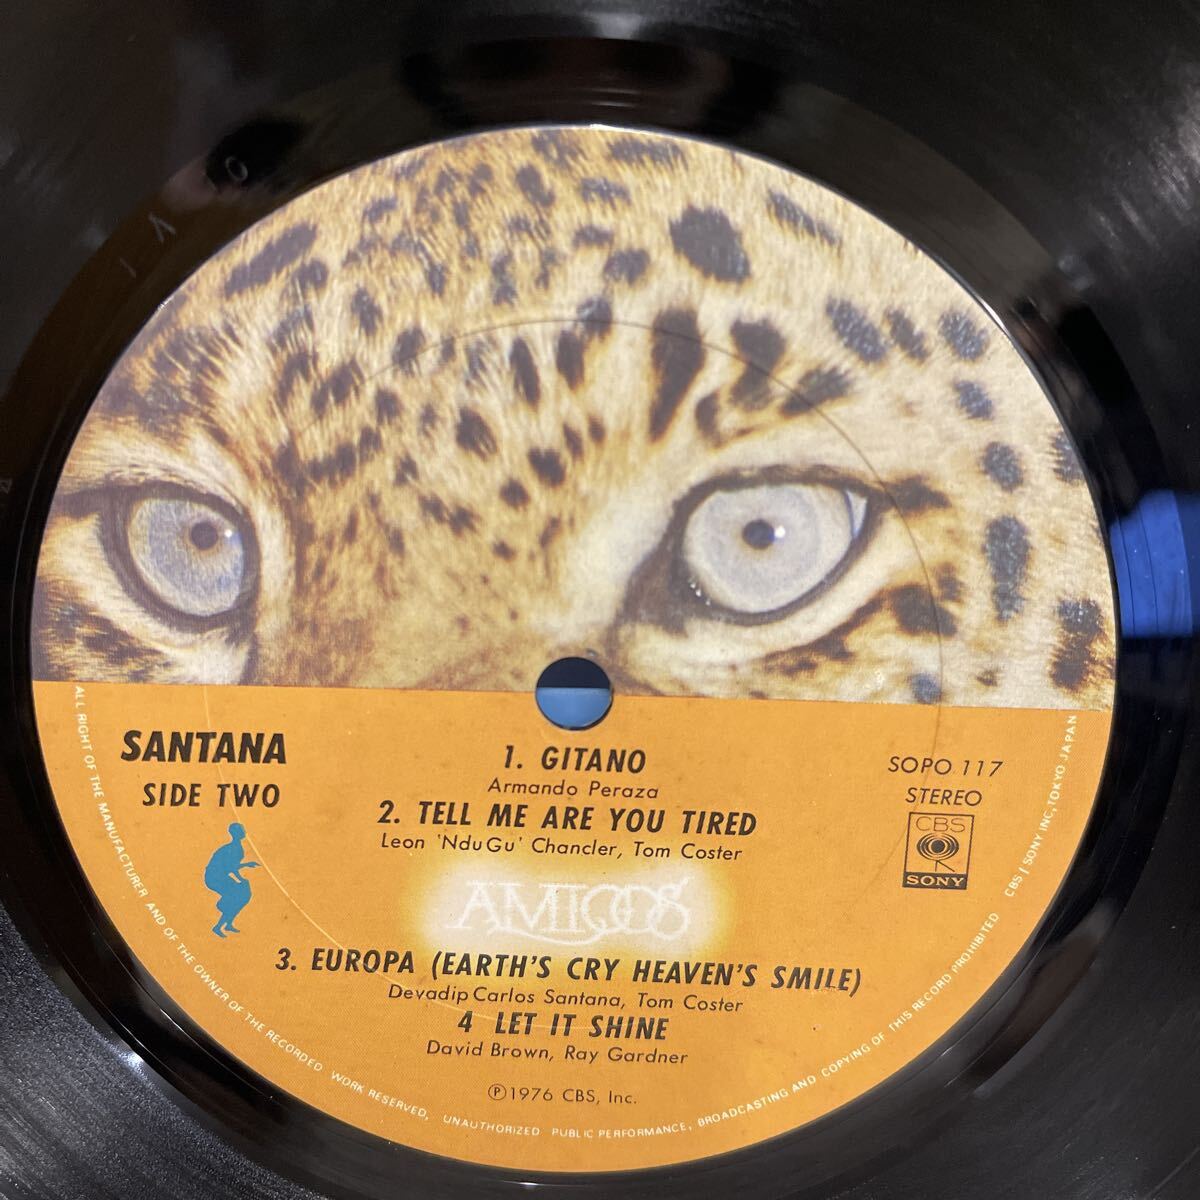 SANTANA
SIDE TWO
1. GITANO
Armando Peraza
2. TELL ME ARE YOU TIRED
Leon 'NduGu' Chancler, Tom Coster
SOPO 117
STEREO
CBS
SONY
AMIGOS
3. EUROPA (EARTH'S CRY HEAVEN'S SMILE)
Devadip Carlos Santana, Tom Coster
4 LET IT SHINE
David Brown, Ray Gardner
℗1976 CBS, Inc.
ALL RIGHT OF THE MANUFACTURER AND OF THE OWNER OF THE RECORDED WORK RESERVED, UNAUTHORIZED PUBLIC PERFORMANCE, BROADCASTING AND COPYING OF THIS RECORD PROHIBITED CBS / SONY INC, TOKYO JAPAN